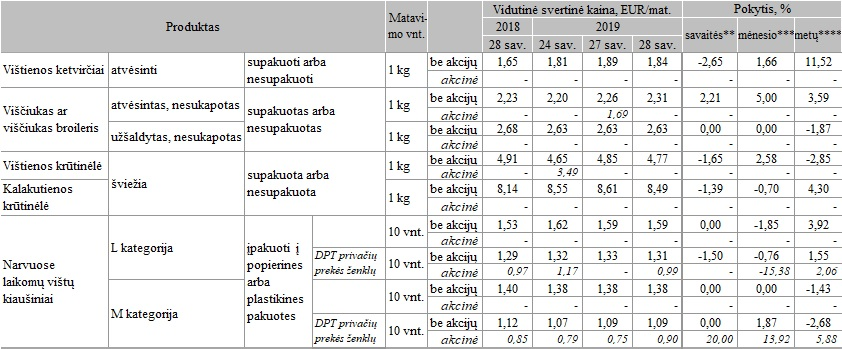 Produktas Matavi-mo vnt. Vidutinė svertinė kaina, EUR/mat. Pokytis, %
2018 2019 savaitės** mėnesio*** metų****
28 sav. 24 sav. 27 sav. 28 sav.
Vištienos ketvirčiai atvėsinti supakuoti arba nesupakuoti 1 kg be akcijų 1,65 1,81 1,89 1,84 -2,65 1,66 11,52
akcinė - - - - - - -
Viščiukas ar viščiukas broileris atvėsintas, nesukapotas supakuotas arba nesupakuotas 1 kg be akcijų 2,23 2,20 2,26 2,31 2,21 5,00 3,59
akcinė - - 1,69 - - - -
užšaldytas, nesukapotas 1 kg be akcijų 2,68 2,63 2,63 2,63 0,00 0,00 -1,87
akcinė - - - - - - -
Vištienos krūtinėlė šviežia supakuota arba nesupakuota 1 kg be akcijų 4,91 4,65 4,85 4,77 -1,65 2,58 -2,85
akcinė - 3,49 - - - - -
Kalakutienos krūtinėlė 1 kg be akcijų 8,14 8,55 8,61 8,49 -1,39 -0,70 4,30
akcinė - - - - - - -
Narvuose laikomų vištų kiaušiniai L kategorija įpakuoti į popierines arba plastikines pakuotes 10 vnt. be akcijų 1,53 1,62 1,59 1,59 0,00 -1,85 3,92
akcinė - - - - - - -
DPT privačių prekės ženklų 10 vnt. be akcijų 1,29 1,32 1,33 1,31 -1,50 -0,76 1,55
akcinė 0,97 1,17 - 0,99 - -15,38 2,06
M kategorija 10 vnt. be akcijų 1,40 1,38 1,38 1,38 0,00 0,00 -1,43
akcinė - - - - - - -
DPT privačių prekės ženklų 10 vnt. be akcijų 1,12 1,07 1,09 1,09 0,00 1,87 -2,68
akcinė 0,85 0,79 0,75 0,90 20,00 13,92 5,88